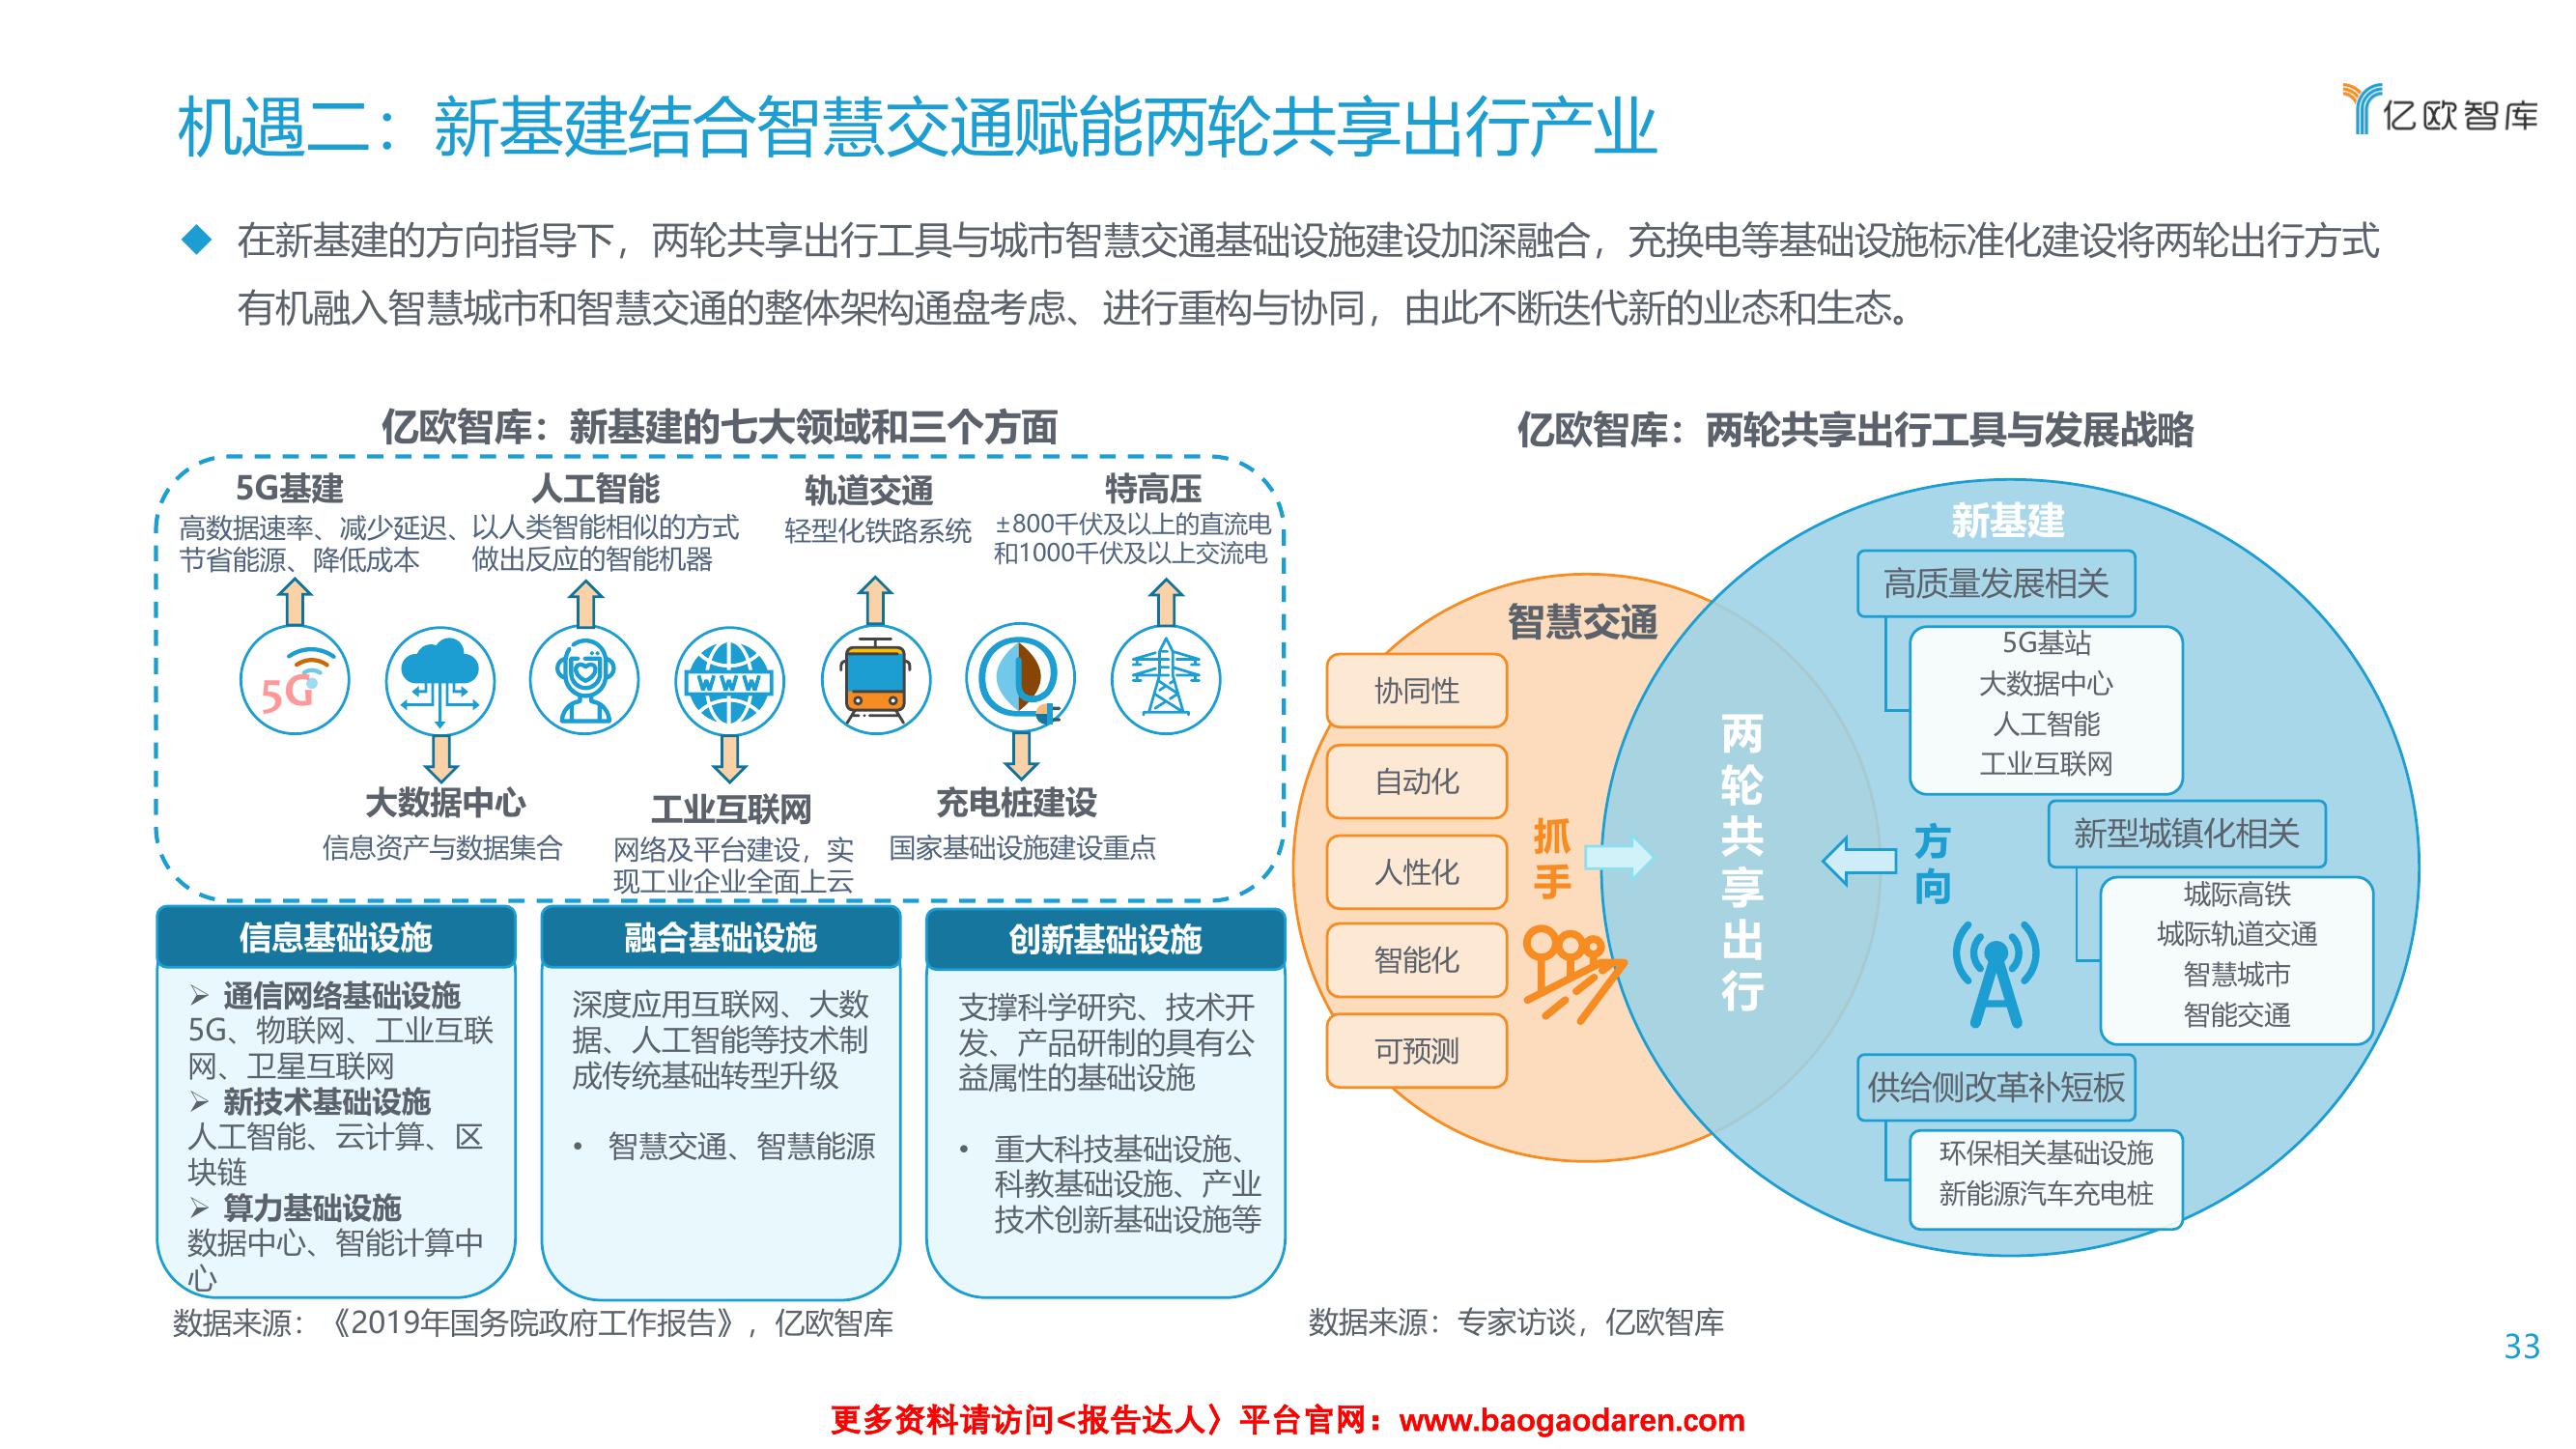 机遇二：新基建结合智慧交通赋能两轮共享出行产业
亿欧智库
◆ 在新基建的方向指导下，两轮共享出行工具与城市智慧交通基础设施建设加深融合，充换电等基础设施标准化建设将两轮出行方式
有机融入智慧城市和智慧交通的整体架构通盘考虑、进行重构与协同，由此不断迭代新的业态和生态。
亿欧智库：新基建的七大领域和三个方面
5G基建
高数据速率、减少延迟、
节省能源、降低成本
人工智能
以人类智能相似的方式
做出反应的智能机器
轨道交通
轻型化铁路系统
特高压
±800千伏及以上的直流电
和1000千伏及以上交流电
5G
WWW
大数据中心
信息资产与数据集合
工业互联网
网络及平台建设，实
现工业企业全面上云
充电桩建设
国家基础设施建设重点
信息基础设施
➢ 通信网络基础设施
5G、物联网、工业互联
网、卫星互联网
➢ 新技术基础设施
人工智能、云计算、区
块链
➢ 算力基础设施
数据中心、智能计算中
心
融合基础设施
深度应用互联网、大数
据、人工智能等技术制
成传统基础转型升级
• 智慧交通、智慧能源
创新基础设施
支撑科学研究、技术开
发、产品研制的具有公
益属性的基础设施
• 重大科技基础设施、
科教基础设施、产业
技术创新基础设施等
数据来源：《2019年国务院政府工作报告》，亿欧智库
亿欧智库：两轮共享出行工具与发展战略
智慧交通
协同性
自动化
人性化
智能化
可预测
抓
手
两
轮
共
享
出
行
方
向
新基建
高质量发展相关
5G基站
大数据中心
人工智能
工业互联网
新型城镇化相关
城际高铁
城际轨道交通
智慧城市
智能交通
供给侧改革补短板
环保相关基础设施
新能源汽车充电桩
数据来源：专家访谈，亿欧智库
33
更多资料请访问<报告达人〉平台官网：www.baogaodaren.com